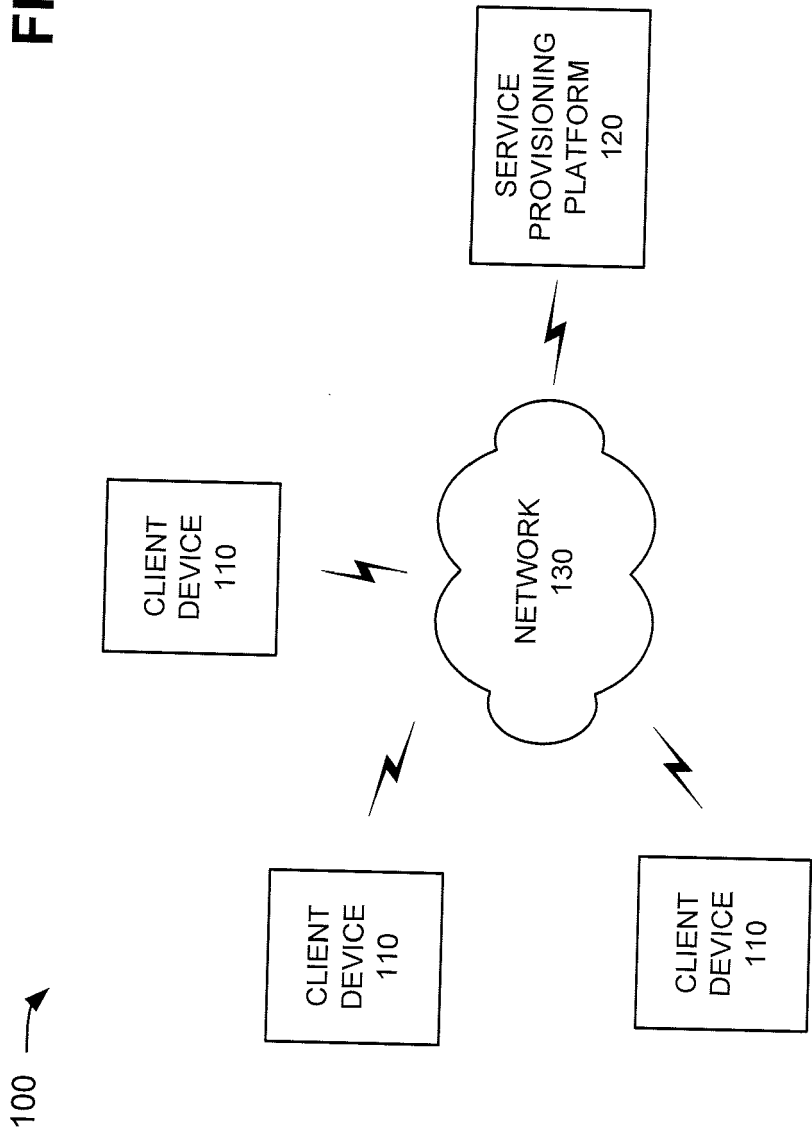 100
CLIENT
DEVICE
110
CLIENT
DEVICE
110
CLIENT
DEVICE
110
NETWORK
130
SERVICE
PROVISIONING
PLATFORM
120